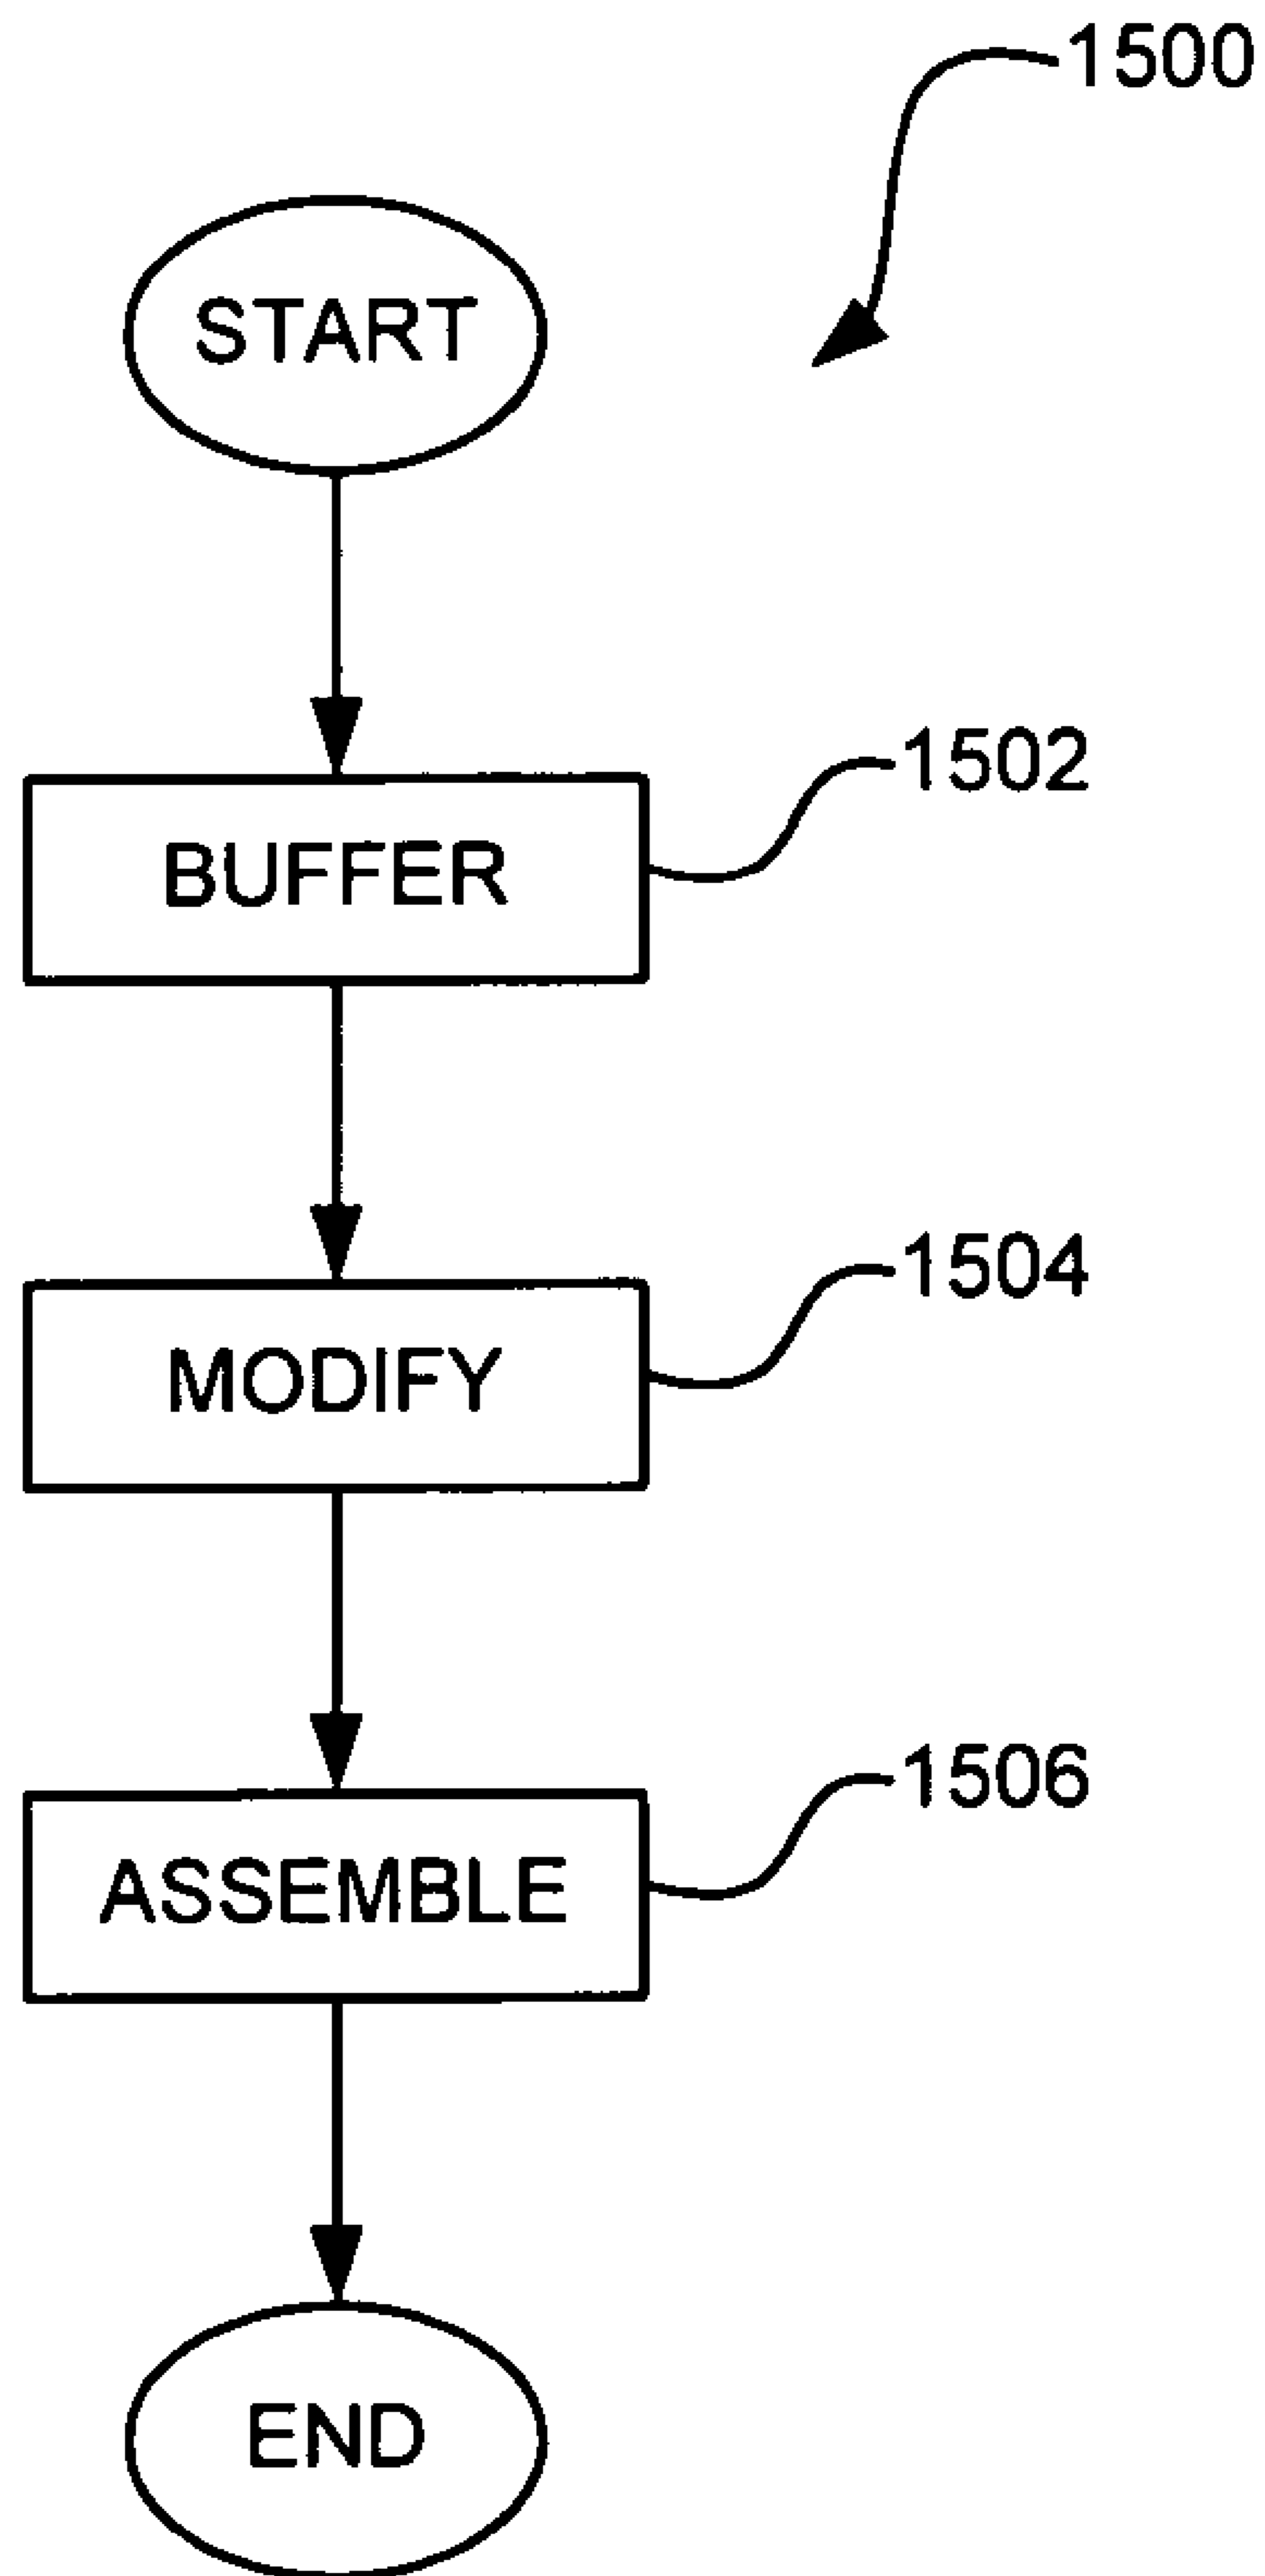 1500
START
1502
BUFFER
1504
MODIFY
1506
ASSEMBLE
END